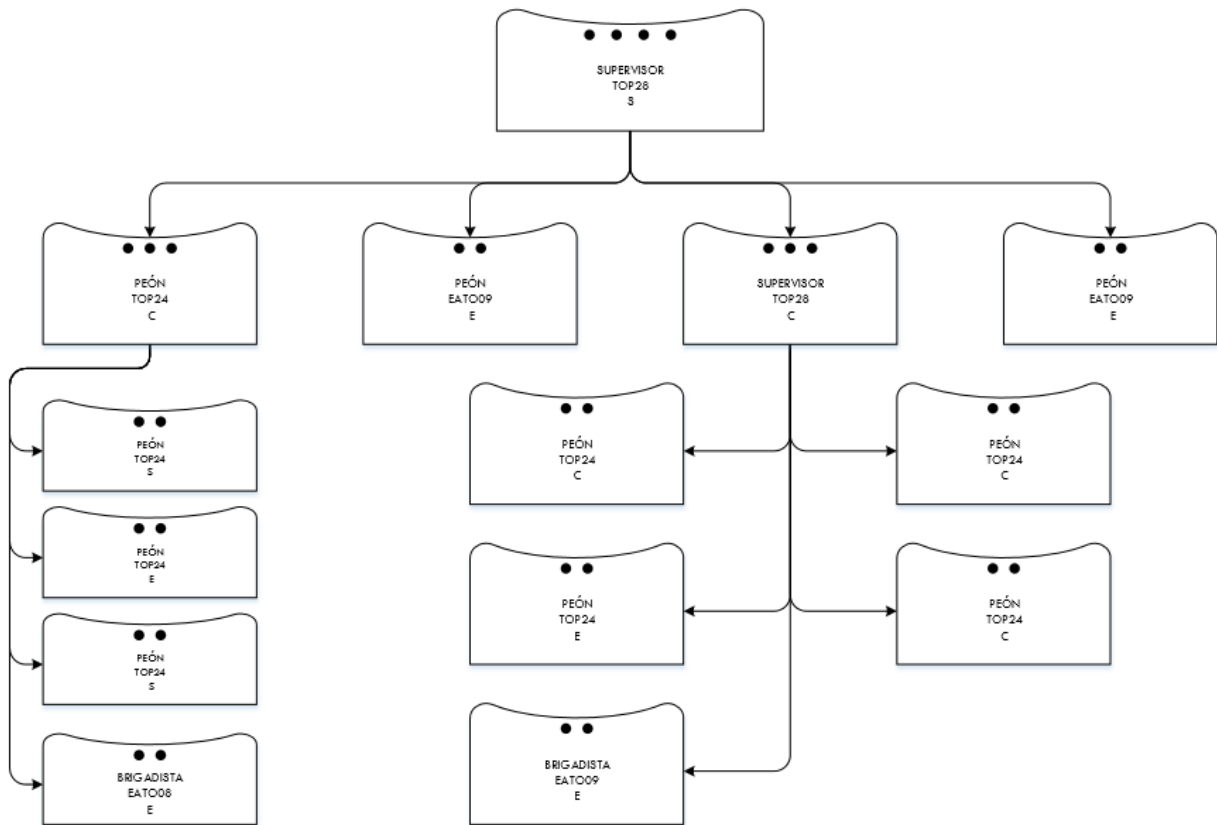 SUPERVISOR
TOP28
S
PEÓN
TOP24
C
PEÓN
EATO09
E
SUPERVISOR
TOP28
C
PEÓN
EATO09
E
PEÓN
TOP24
S
PEÓN
TOP24
E
PEÓN
TOP24
S
BRIGADISTA
EATO08
E
PEÓN
TOP24
C
PEÓN
TOP24
C
PEÓN
TOP24
E
PEÓN
TOP24
C
BRIGADISTA
EATO09
E